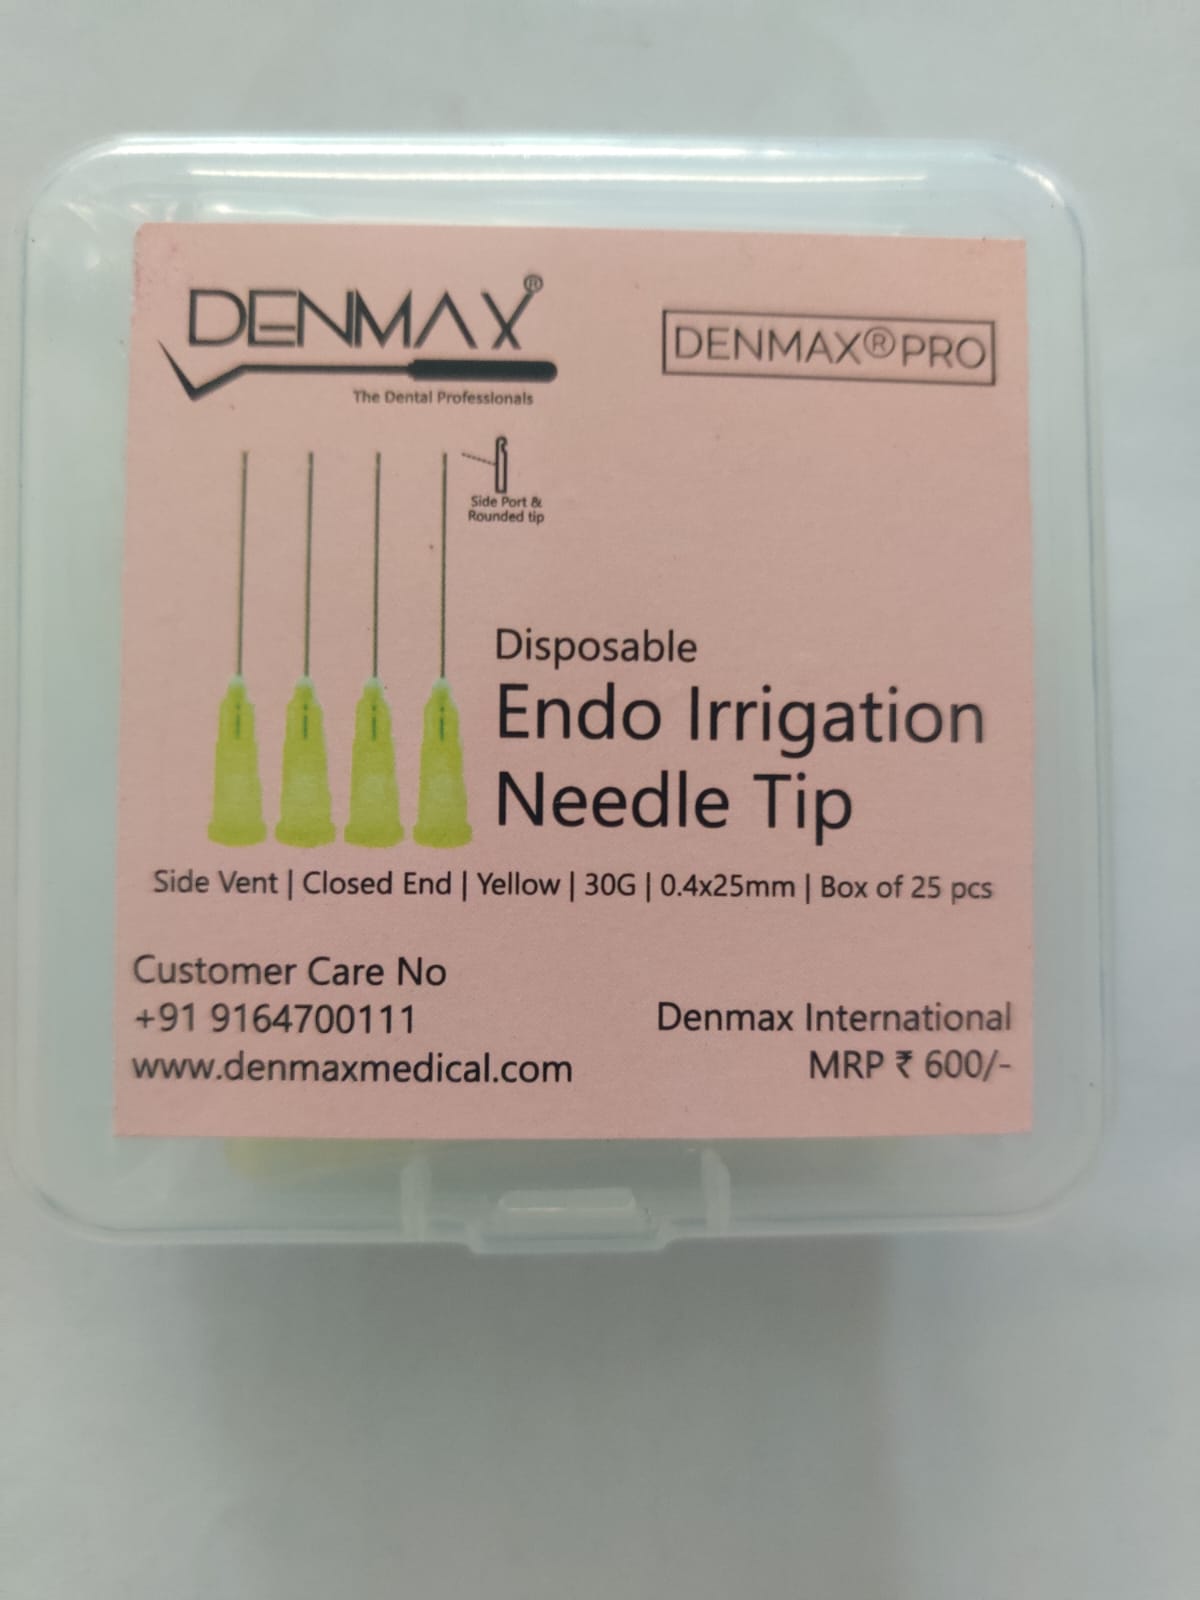 DENMAX®
The Dental Professionals
DENMAX®PRO
Side Port &
Rounded tip
Disposable
Endo Irrigation
Needle Tip
Side Vent | Closed End | Yellow | 30G | 0.4x25mm | Box of 25 pcs
Customer Care No
+91 9164700111
www.denmaxmedical.com
Denmax International
MRP ₹ 600/-